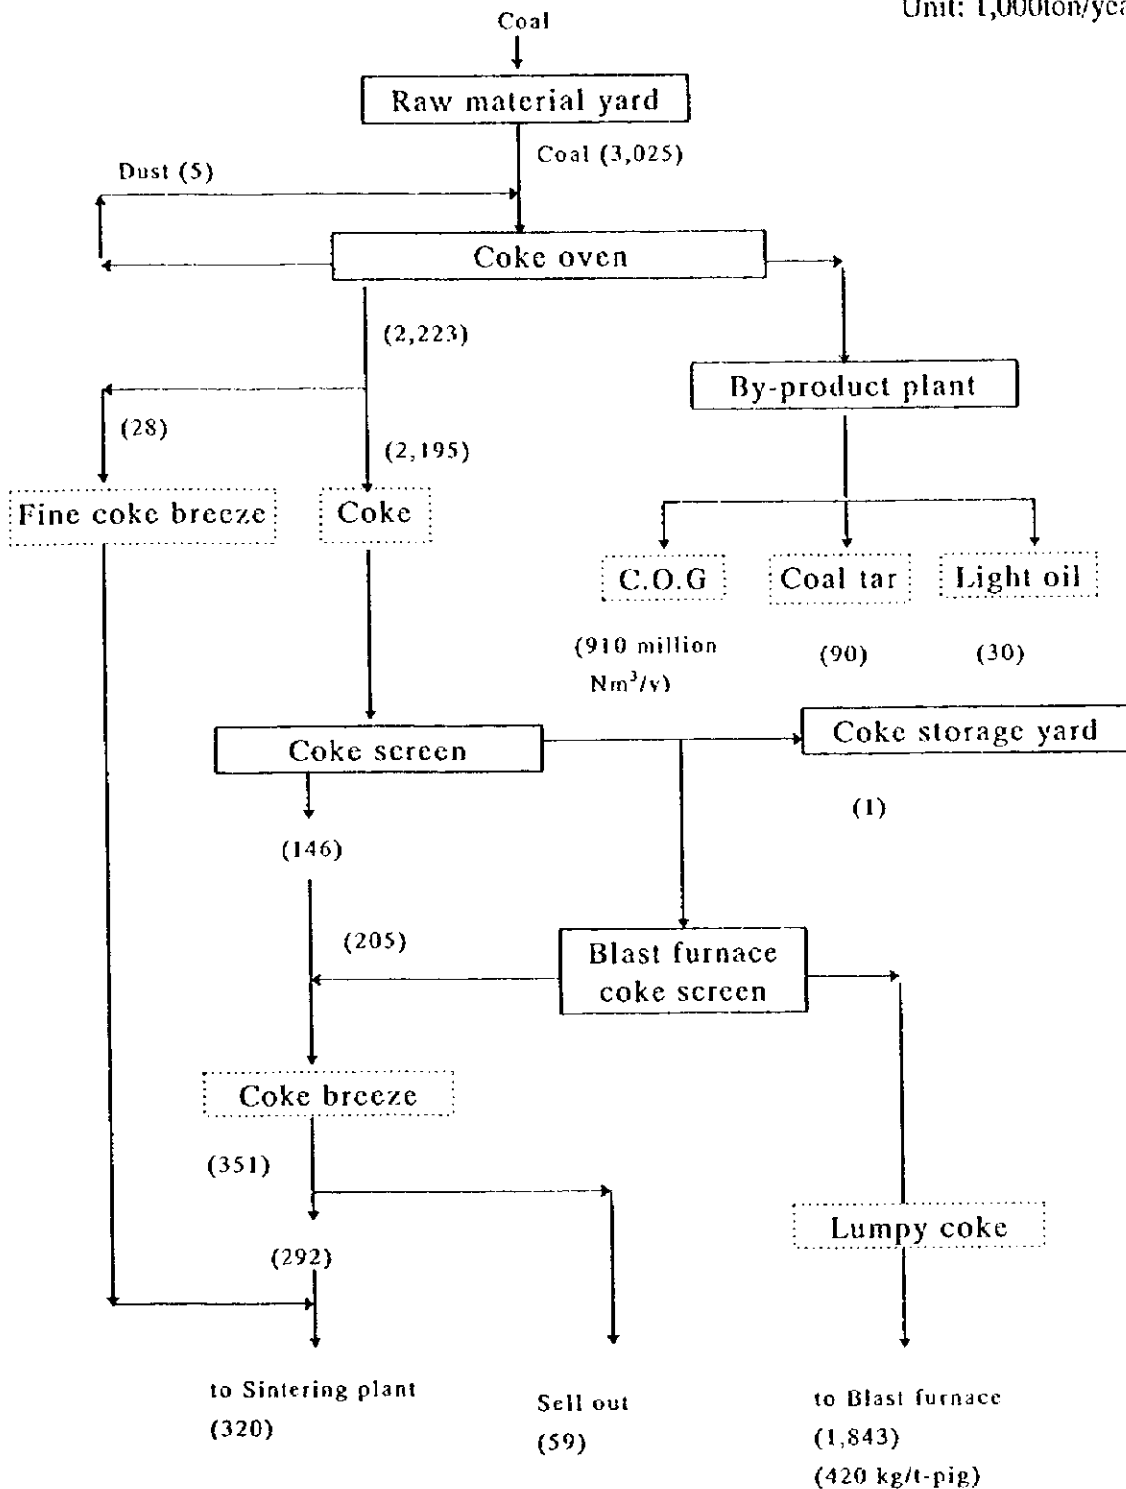 Unit: 1,000ton/yea
Coal
Raw material yard
Coal (3,025)
Dust (5)
Coke oven
(2,223)
By-product plant
(28)
(2,195)
Fine coke breeze
Coke
C.O.G
Coal tar
Light oil
(910 million
Nm³/y)
(90)
(30)
Coke screen
Coke storage yard
(1)
(146)
(205)
Blast furnace
coke screen
Coke breeze
(351)
Lumpy coke
(292)
to Sintering plant
(320)
Sell out
(59)
to Blast furnace
(1,843)
(420 kg/t-pig)